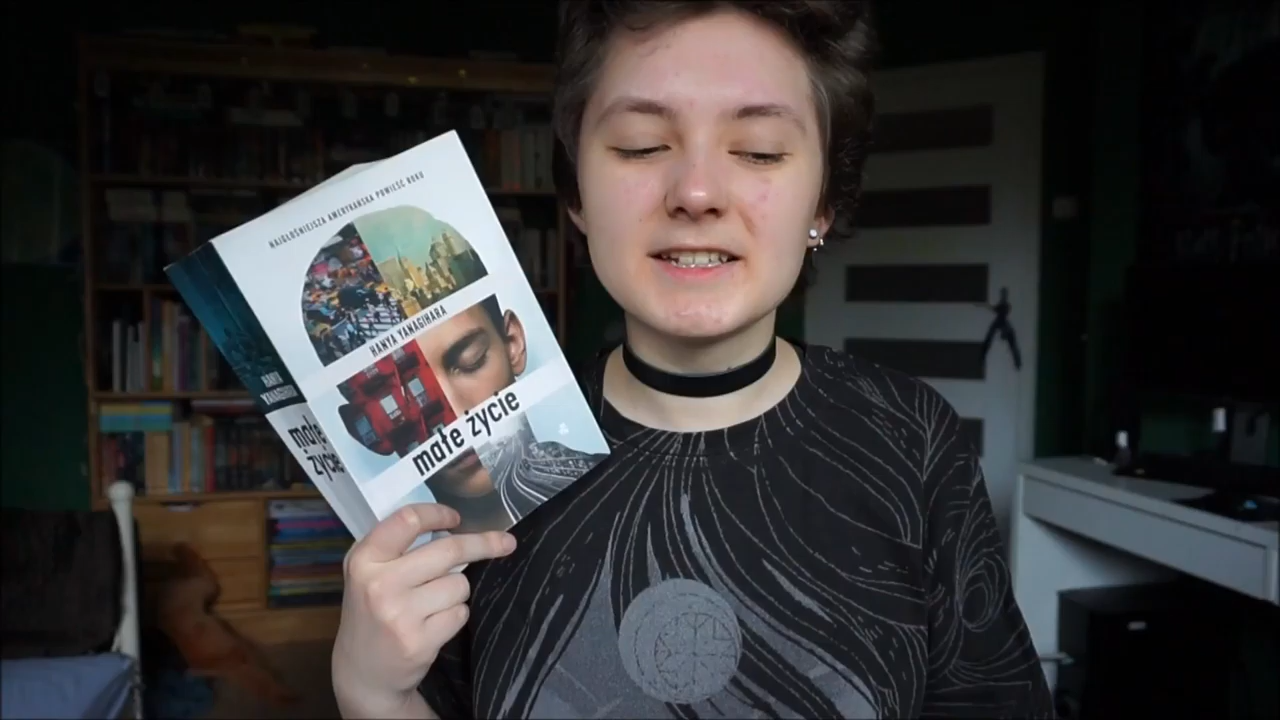 NAJGŁOŚNIEJSZA AMERYKAŃSKA POWIEŚĆ ROKU
HANYA YANAGIHARA
małe życie
HANYA
YANAGIHARA
małe
życie